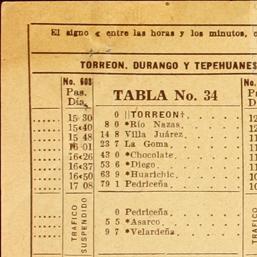 El signo « entre las horas y los minutos,
TORREON, DURANGO Y TEPEHUANES
No. 603
Pas.
Día.
TABLA No. 34
15 30 0 ||TORREON†
15«40 8 0 *Río Nazas
15 48 14 8 Villa Juárez
16 01 23 7 La Goma
16«26 43 0 *Chocolate
16«37 53 6 *Diego
16«50 63 9 *Huarichic
17 08 79 1 Pedriceña
TRAFICO SUSPENDIDO
0 Pedriceña
5 5 *Asarco
9 7 *Velardeña